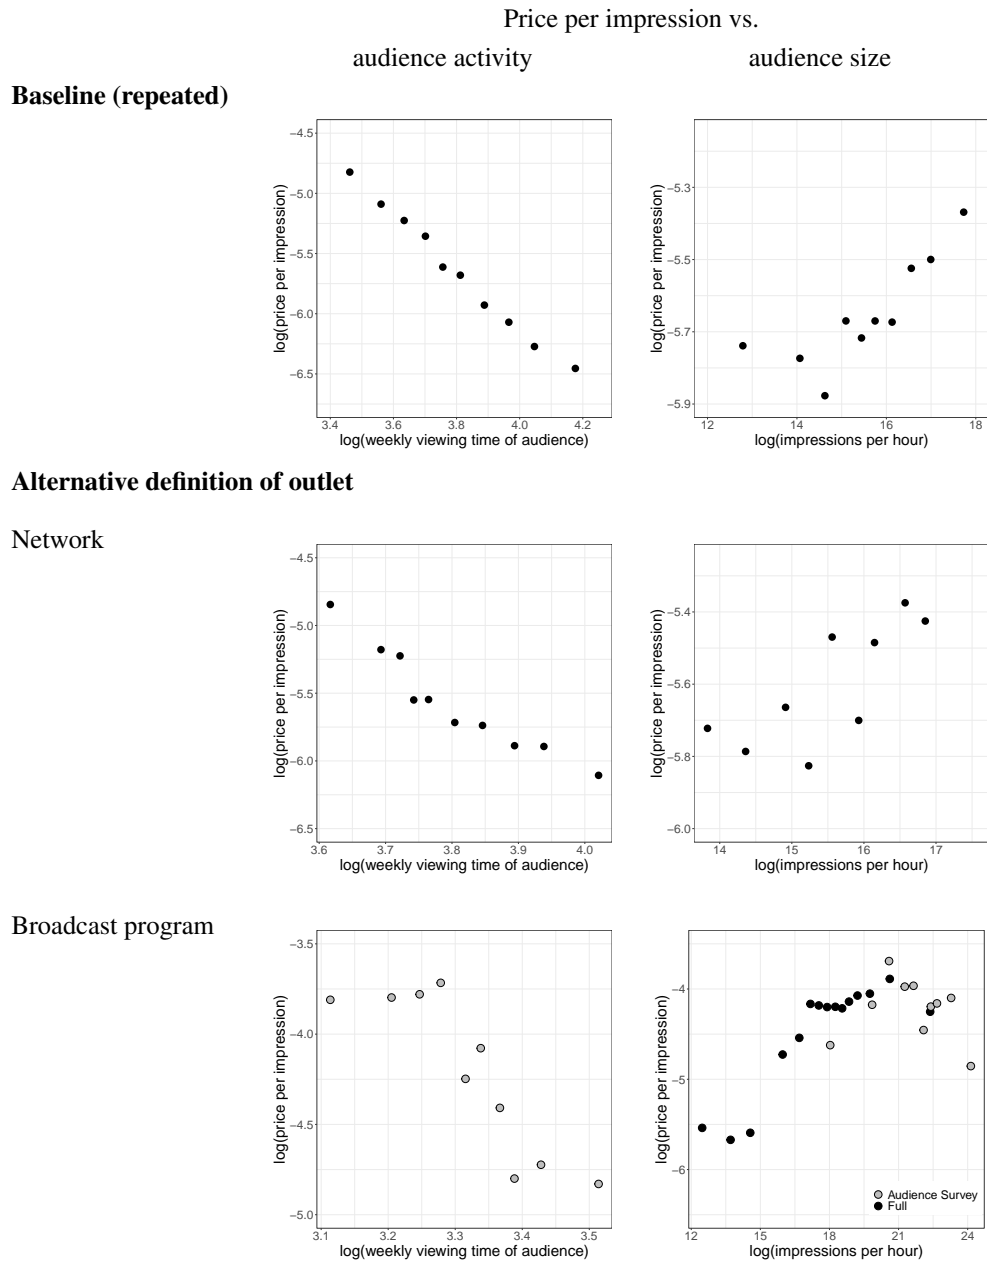 Price per impression vs.
audience activity
audience size
Baseline (repeated)
log(price per impression)
−4.5
−5.0
−5.5
−6.0
−6.5
3.4 3.6 3.8 4.0 4.2
log(weekly viewing time of audience)
log(price per impression)
−5.3
−5.5
−5.7
−5.9
12 14 16 18
log(impressions per hour)
Alternative definition of outlet
Network
log(price per impression)
−4.5
−5.0
−5.5
−6.0
−6.5
3.6 3.7 3.8 3.9 4.0
log(weekly viewing time of audience)
log(price per impression)
−5.4
−5.6
−5.8
−6.0
14 15 16 17
log(impressions per hour)
Broadcast program
log(price per impression)
−3.5
−4.0
−4.5
−5.0
3.1 3.2 3.3 3.4 3.5
log(weekly viewing time of audience)
log(price per impression)
−4
−5
−6
Audience Survey
Full
12 15 18 21 24
log(impressions per hour)